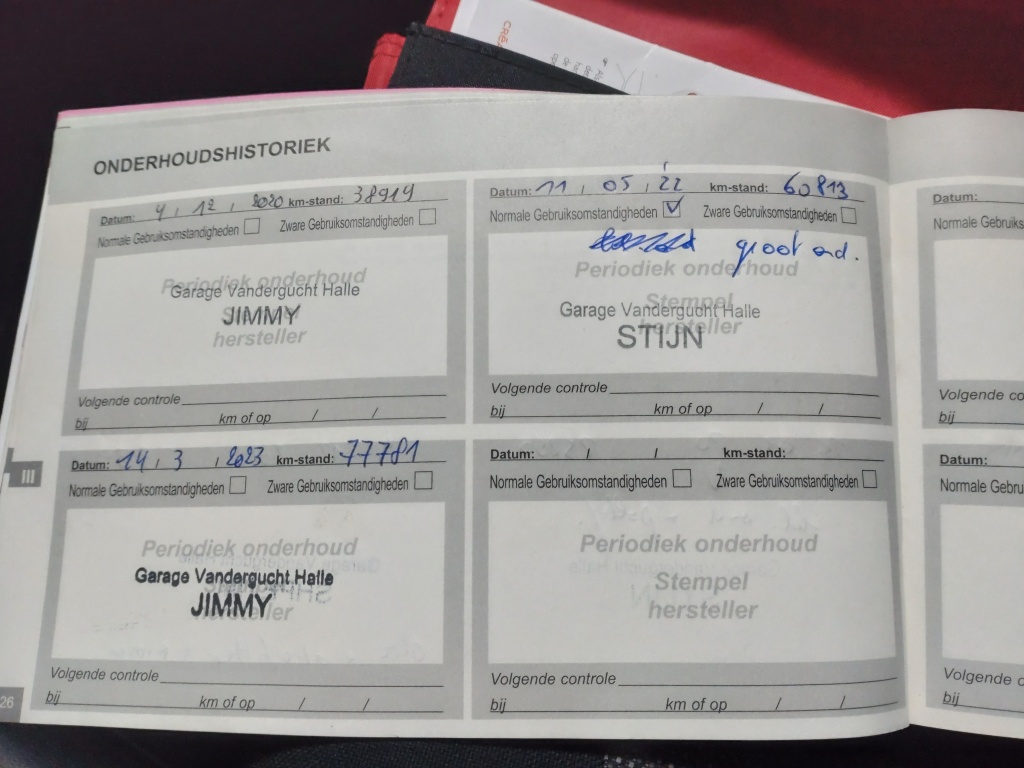 ONDERHOUDSHISTORIEK
Datum: 4 / 12 / 2020 km-stand: 38919
Normale Gebruiksomstandigheden Zware Gebruiksomstandigheden
Periodiek onderhoud
Garage Vandergucht Halle
JIMMY
hersteller
Volgende controle
bij km of op / /
Datum: 11 / 05 / 22 km-stand: 60813
Normale Gebruiksomstandigheden Zware Gebruiksomstandigheden
groot ond.
Periodiek onderhoud
Stempel
Garage Vandergucht Halle
hersteller
STIJN
Volgende controle
bij km of op / /
Datum:
Normale Gebruiks
Volgende co
bij
III
Datum: 14 / 3 / 2023 km-stand: 77781
Normale Gebruiksomstandigheden Zware Gebruiksomstandigheden
Periodiek onderhoud
Garage Vandergucht Halle
JIMMY
hersteller
Volgende controle
bij km of op / /
Datum: / / km-stand:
Normale Gebruiksomstandigheden Zware Gebruiksomstandigheden
Periodiek onderhoud
Stempel
hersteller
Volgende controle
bij km of op / /
Datum:
Normale Gebru
Volgende c
bij
26